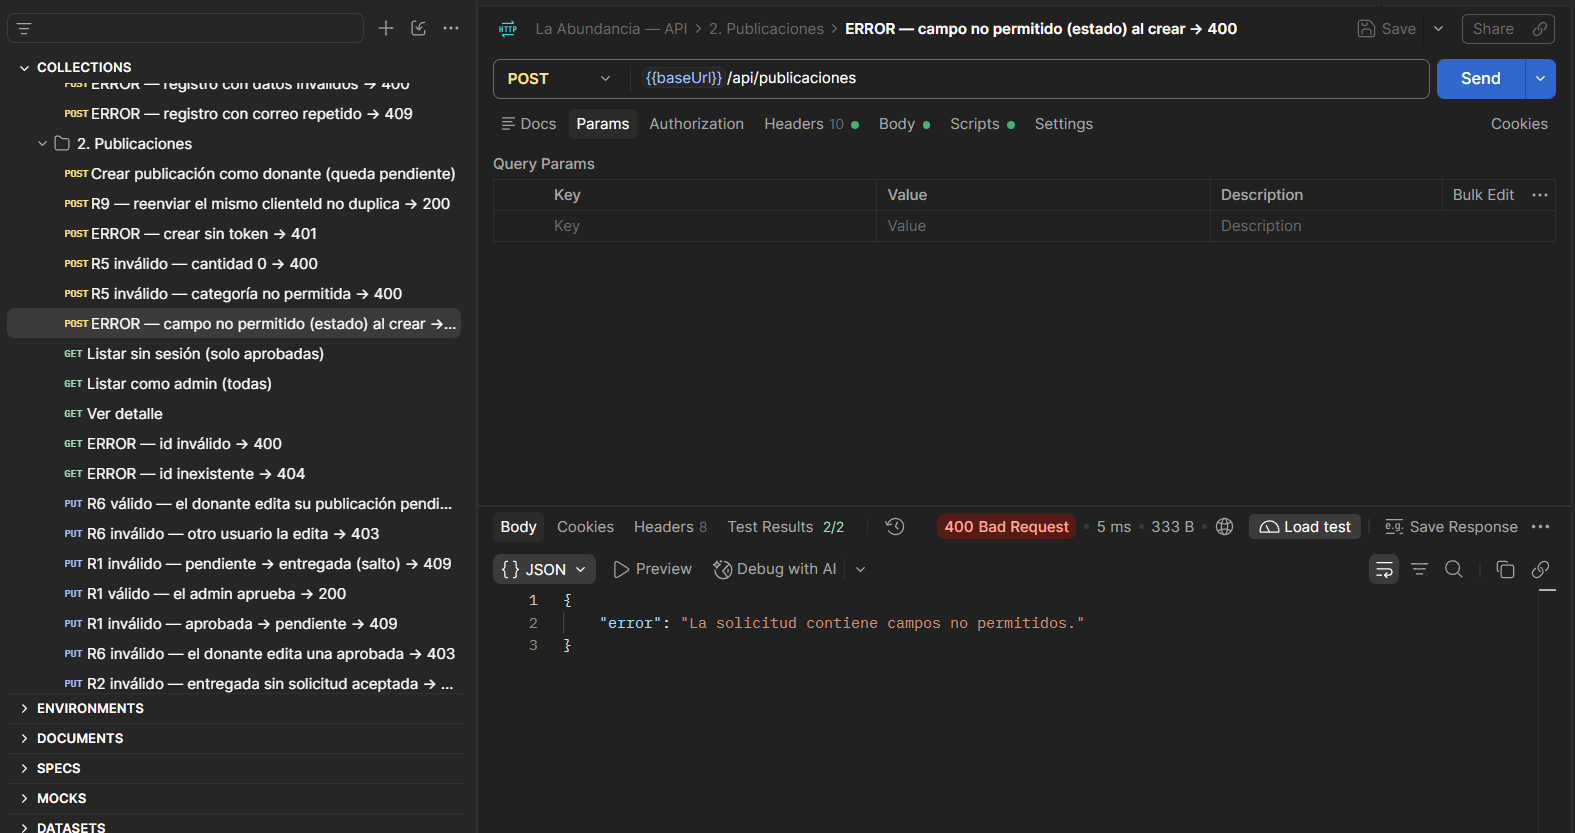 COLLECTIONS
POST ERROR — registro con datos inválidos → 400
POST ERROR — registro con correo repetido → 409
2. Publicaciones
POST Crear publicación como donante (queda pendiente)
POST R9 — reenviar el mismo clienteId no duplica → 200
POST ERROR — crear sin token → 401
POST R5 inválido — cantidad 0 → 400
POST R5 inválido — categoría no permitida → 400
POST ERROR — campo no permitido (estado) al crear →...
GET Listar sin sesión (solo aprobadas)
GET Listar como admin (todas)
GET Ver detalle
GET ERROR — id inválido → 400
GET ERROR — id inexistente → 404
PUT R6 válido — el donante edita su publicación pendi...
PUT R6 inválido — otro usuario la edita → 403
PUT R1 inválido — pendiente → entregada (salto) → 409
PUT R1 válido — el admin aprueba → 200
PUT R1 inválido — aprobada → pendiente → 409
PUT R6 inválido — el donante edita una aprobada → 403
PUT R2 inválido — entregada sin solicitud aceptada → ...
ENVIRONMENTS
DOCUMENTS
SPECS
MOCKS
DATASETS
HTTP La Abundancia — API > 2. Publicaciones > ERROR — campo no permitido (estado) al crear → 400
Save Share
POST {{baseUrl}} /api/publicaciones Send
Docs Params Authorization Headers 10 Body Scripts Settings Cookies
Query Params
Key Value Description Bulk Edit
Key Value Description
Body Cookies Headers 8 Test Results 2/2 400 Bad Request 5 ms 333 B Load test e.g. Save Response
{} JSON Preview Debug with AI
1 {
2 "error": "La solicitud contiene campos no permitidos."
3 }